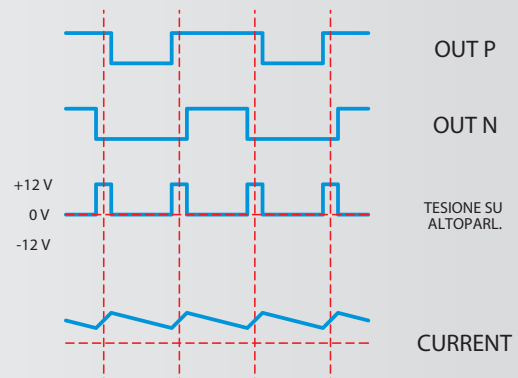 OUT P
OUT N
+12 V
0 V
-12 V
TESIONE SU
ALTOPARL.
CURRENT